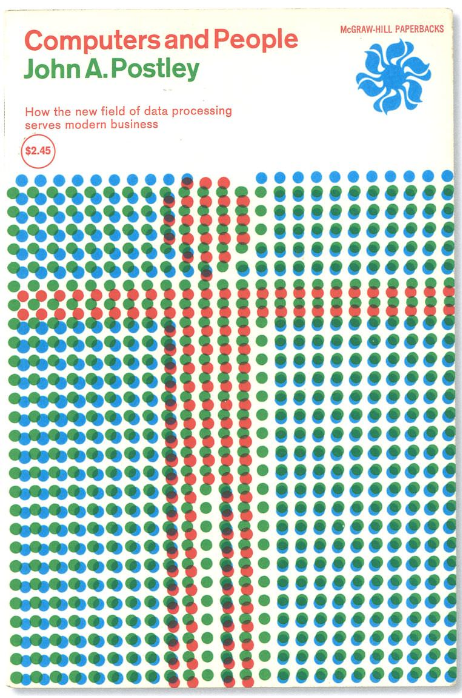 McGRAW-HILL PAPERBACKS
Computers and People
John A. Postley
How the new field of data processing
serves modern business
$2.45